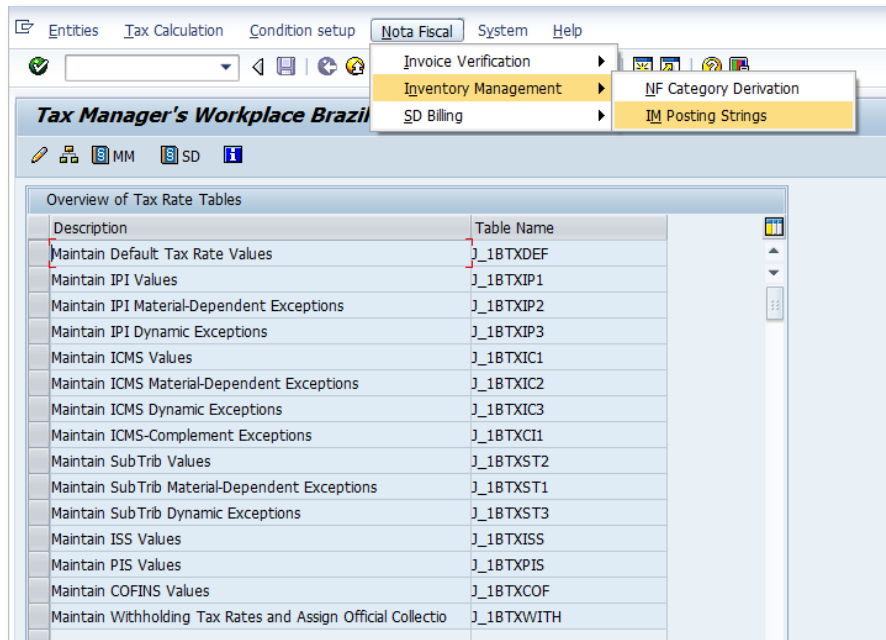 Entities Tax Calculation Condition setup Nota Fiscal System Help
Invoice Verification
Inventory Management
SD Billing
NF Category Derivation
IM Posting Strings
Tax Manager's Workplace Brazil
MM SD
Overview of Tax Rate Tables
Description Table Name
Maintain Default Tax Rate Values J_1BTXDEF
Maintain IPI Values J_1BTXIP1
Maintain IPI Material-Dependent Exceptions J_1BTXIP2
Maintain IPI Dynamic Exceptions J_1BTXIP3
Maintain ICMS Values J_1BTXIC1
Maintain ICMS Material-Dependent Exceptions J_1BTXIC2
Maintain ICMS Dynamic Exceptions J_1BTXIC3
Maintain ICMS-Complement Exceptions J_1BTXCI1
Maintain SubTrib Values J_1BTXST2
Maintain SubTrib Material-Dependent Exceptions J_1BTXST1
Maintain SubTrib Dynamic Exceptions J_1BTXST3
Maintain ISS Values J_1BTXISS
Maintain PIS Values J_1BTXPIS
Maintain COFINS Values J_1BTXCOF
Maintain Withholding Tax Rates and Assign Official Collectio J_1BTXWITH